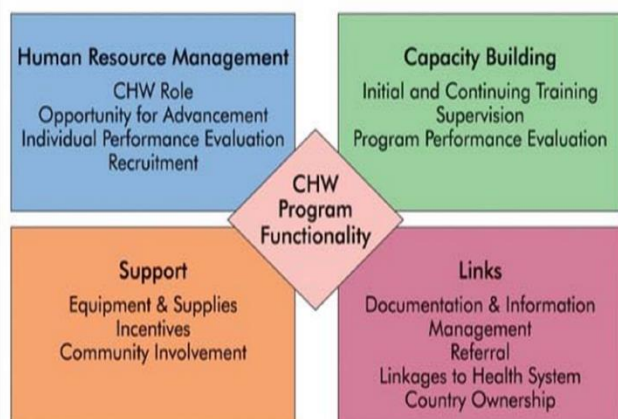 Human Resource Management
CHW Role
Opportunity for Advancement
Individual Performance Evaluation
Recruitment
Capacity Building
Initial and Continuing Training
Supervision
Program Performance Evaluation
CHW
Program
Functionality
Support
Equipment & Supplies
Incentives
Community Involvement
Links
Documentation & Information
Management
Referral
Linkages to Health System
Country Ownership